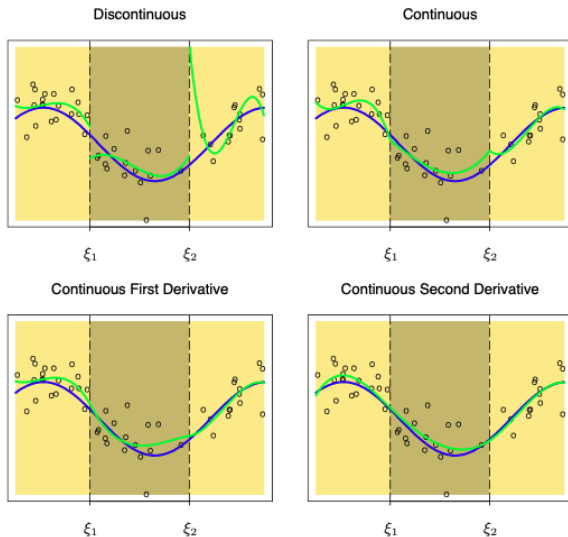 Discontinuous
Continuous
ξ1 ξ2
ξ1 ξ2
Continuous First Derivative
Continuous Second Derivative
ξ1 ξ2
ξ1 ξ2